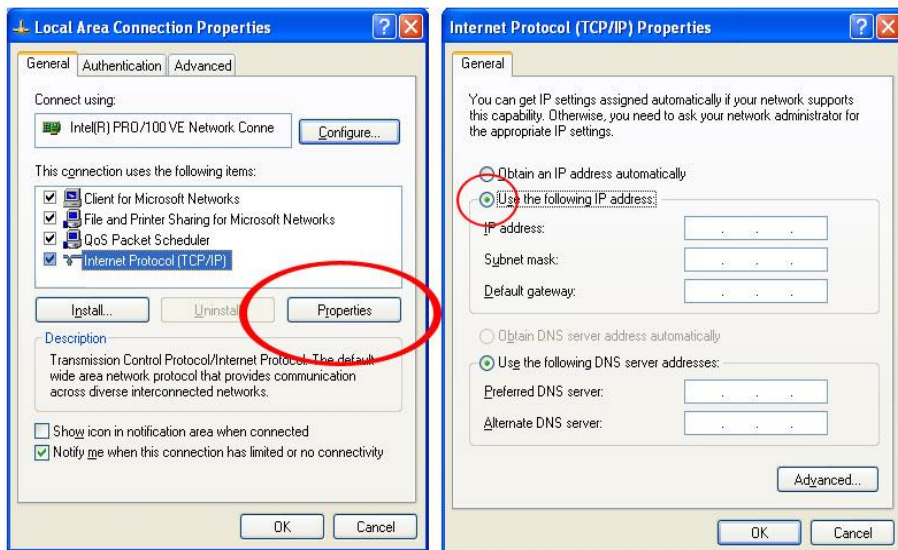 Local Area Connection Properties
General Authentication Advanced
Connect using:
Intel(R) PRO/100 VE Network Conne
Configure...
This connection uses the following items:
Client for Microsoft Networks
File and Printer Sharing for Microsoft Networks
QoS Packet Scheduler
Internet Protocol (TCP/IP)
Install... Uninstall Properties
Description
Transmission Control Protocol/Internet Protocol. The default
wide area network protocol that provides communication
across diverse interconnected networks.
Show icon in notification area when connected
Notify me when this connection has limited or no connectivity
OK Cancel
Internet Protocol (TCP/IP) Properties
General
You can get IP settings assigned automatically if your network supports
this capability. Otherwise, you need to ask your network administrator for
the appropriate IP settings.
Obtain an IP address automatically
Use the following IP address:
IP address:
Subnet mask:
Default gateway:
Obtain DNS server address automatically
Use the following DNS server addresses:
Preferred DNS server:
Alternate DNS server:
Advanced...
OK Cancel